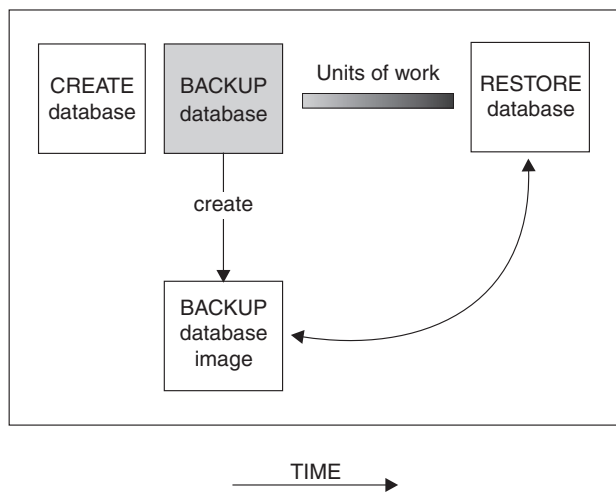 CREATE
database
BACKUP
database
Units of work
RESTORE
database
create
BACKUP
database
image
TIME